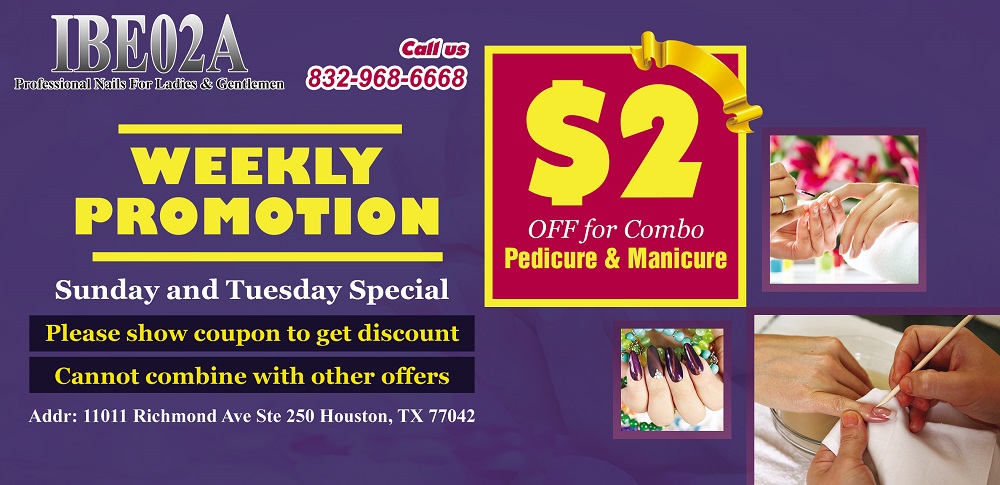 IBE02A
Professional Nails For Ladies & Gentlemen
Call us
832-968-6668
WEEKLY
PROMOTION
Sunday and Tuesday Special
Please show coupon to get discount
Cannot combine with other offers
Addr: 11011 Richmond Ave Ste 250 Houston, TX 77042
$2
OFF for Combo
Pedicure & Manicure